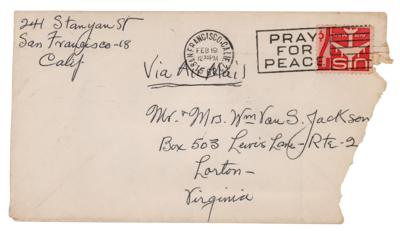 241 Stanyan St
San Francisco-18
Calif
SAN FRANCISCO, CALIF.
FEB 19
PRAY
FOR
PEACE
Via Air Mail
Mr. & Mrs. Wm Van S. Jackson
Box 503 Lewis Lane - Rte-2
Lorton-
Virginia